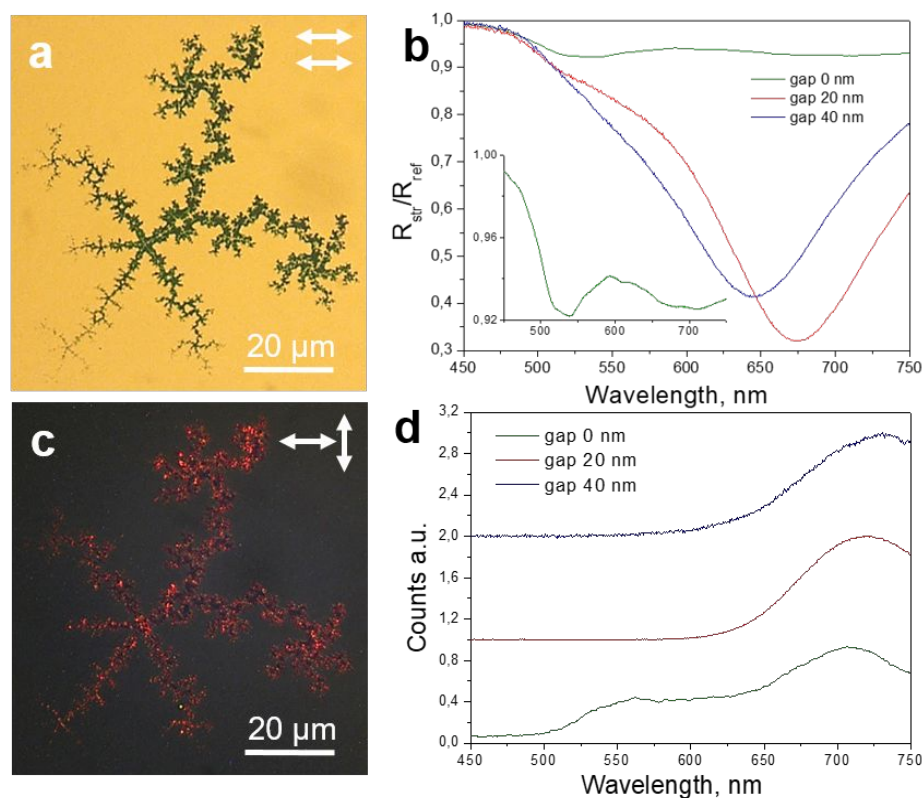 a
20 µm
b
1,0
0,9
0,8
0,7
0,6
0,5
0,4
0,3
R_str/R_ref
gap 0 nm
gap 20 nm
gap 40 nm
1,00
0,96
0,92
500 600 700
450 500 550 600 650 700 750
Wavelength, nm
c
20 µm
d
3,2
2,8
2,4
2,0
1,6
1,2
0,8
0,4
0,0
Counts a.u.
gap 0 nm
gap 20 nm
gap 40 nm
450 500 550 600 650 700 750
Wavelength, nm